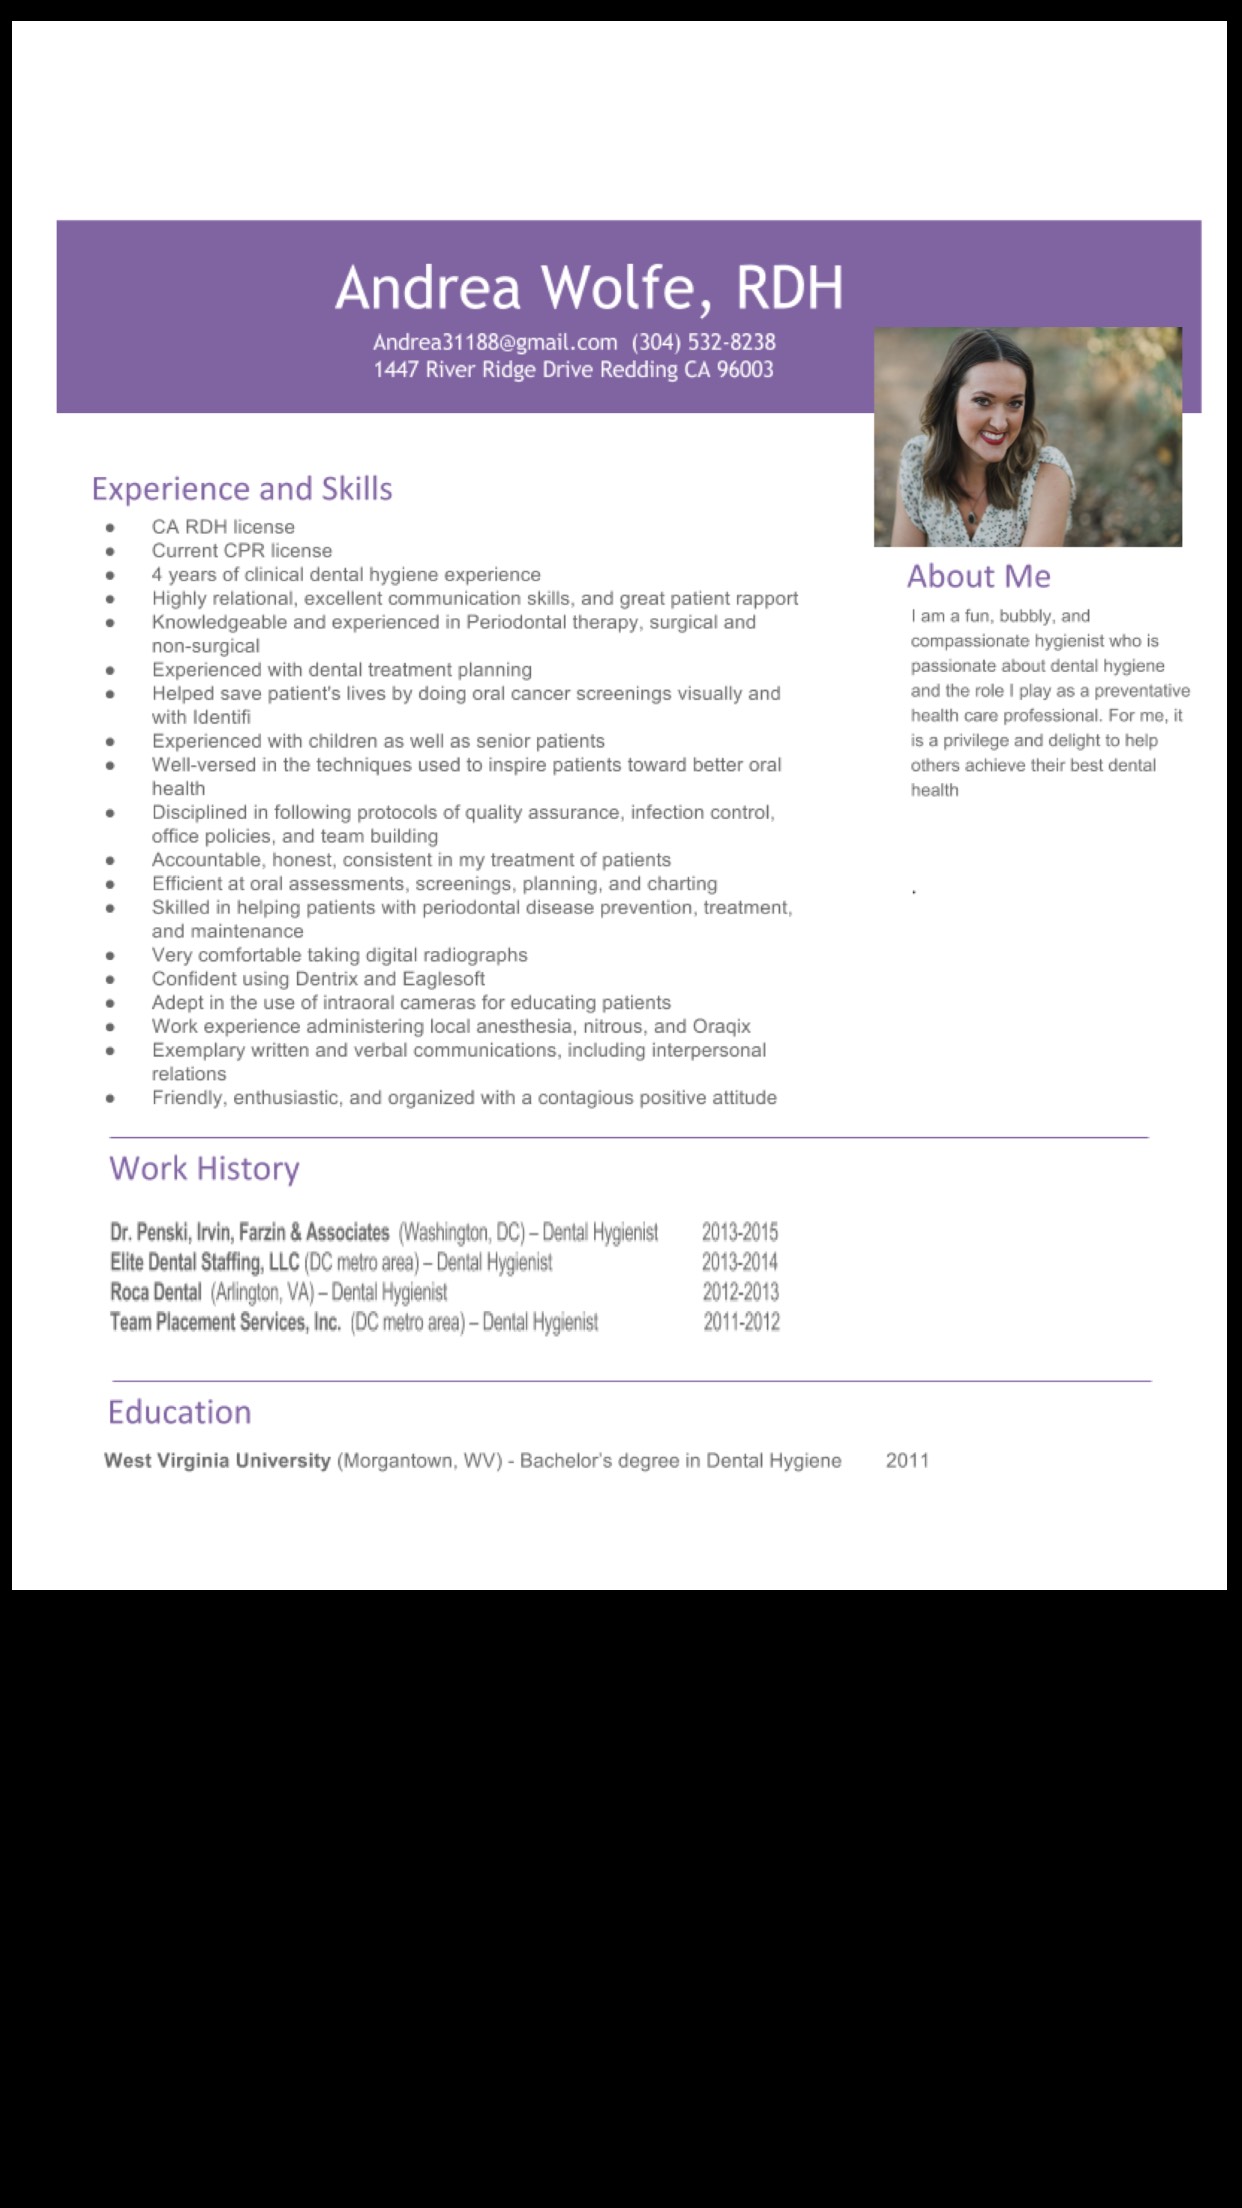 Andrea Wolfe, RDH
Andrea31188@gmail.com (304) 532-8238
1447 River Ridge Drive Redding CA 96003
Experience and Skills
● CA RDH license
● Current CPR license
● 4 years of clinical dental hygiene experience
● Highly relational, excellent communication skills, and great patient rapport
● Knowledgeable and experienced in Periodontal therapy, surgical and
non-surgical
● Experienced with dental treatment planning
● Helped save patient's lives by doing oral cancer screenings visually and
with Identifi
● Experienced with children as well as senior patients
● Well-versed in the techniques used to inspire patients toward better oral
health
● Disciplined in following protocols of quality assurance, infection control,
office policies, and team building
● Accountable, honest, consistent in my treatment of patients
● Efficient at oral assessments, screenings, planning, and charting
● Skilled in helping patients with periodontal disease prevention, treatment,
and maintenance
● Very comfortable taking digital radiographs
● Confident using Dentrix and Eaglesoft
● Adept in the use of intraoral cameras for educating patients
● Work experience administering local anesthesia, nitrous, and Oraqix
● Exemplary written and verbal communications, including interpersonal
relations
● Friendly, enthusiastic, and organized with a contagious positive attitude
About Me
I am a fun, bubbly, and
compassionate hygienist who is
passionate about dental hygiene
and the role I play as a preventative
health care professional. For me, it
is a privilege and delight to help
others achieve their best dental
health
.
Work History
Dr. Penski, Irvin, Farzin & Associates (Washington, DC) – Dental Hygienist 2013-2015
Elite Dental Staffing, LLC (DC metro area) – Dental Hygienist 2013-2014
Roca Dental (Arlington, VA) – Dental Hygienist 2012-2013
Team Placement Services, Inc. (DC metro area) – Dental Hygienist 2011-2012
Education
West Virginia University (Morgantown, WV) - Bachelor's degree in Dental Hygiene 2011